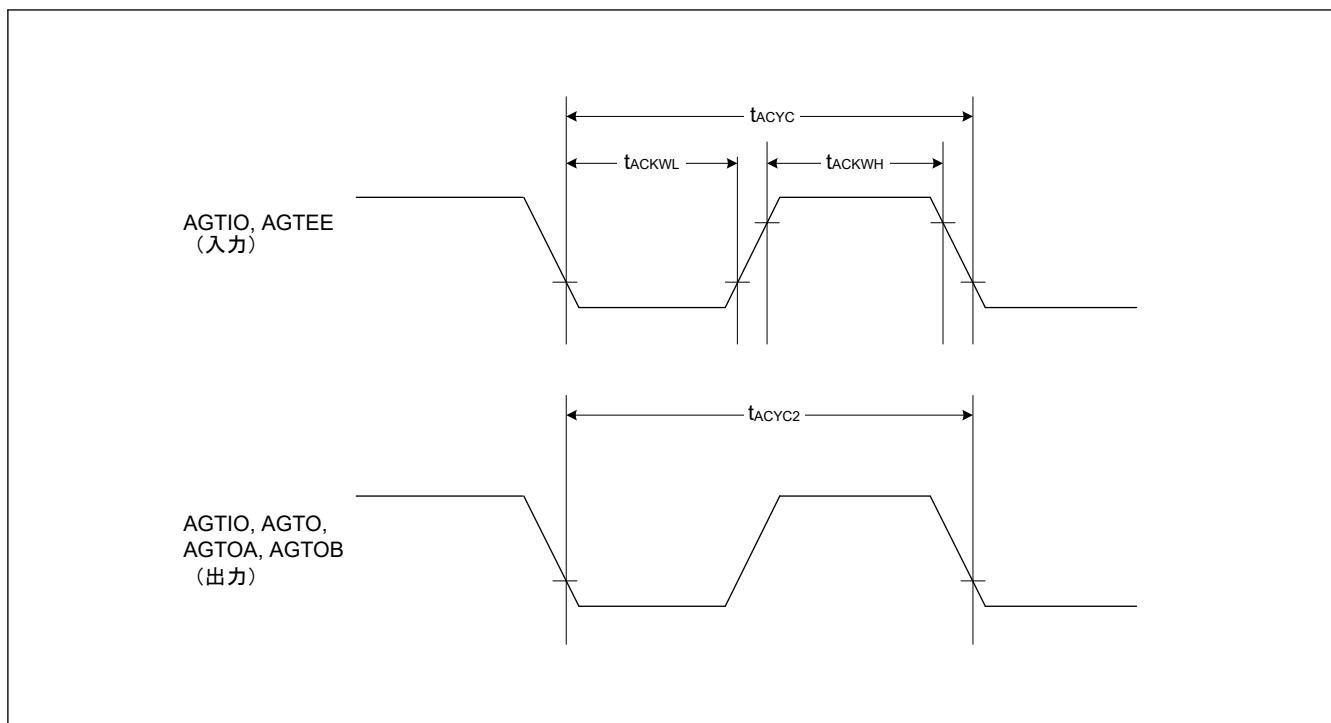 tACYC
tACKWL
tACKWH
AGTIO, AGTEE
（入力）
tACYC2
AGTIO, AGTO,
AGTOA, AGTOB
（出力）